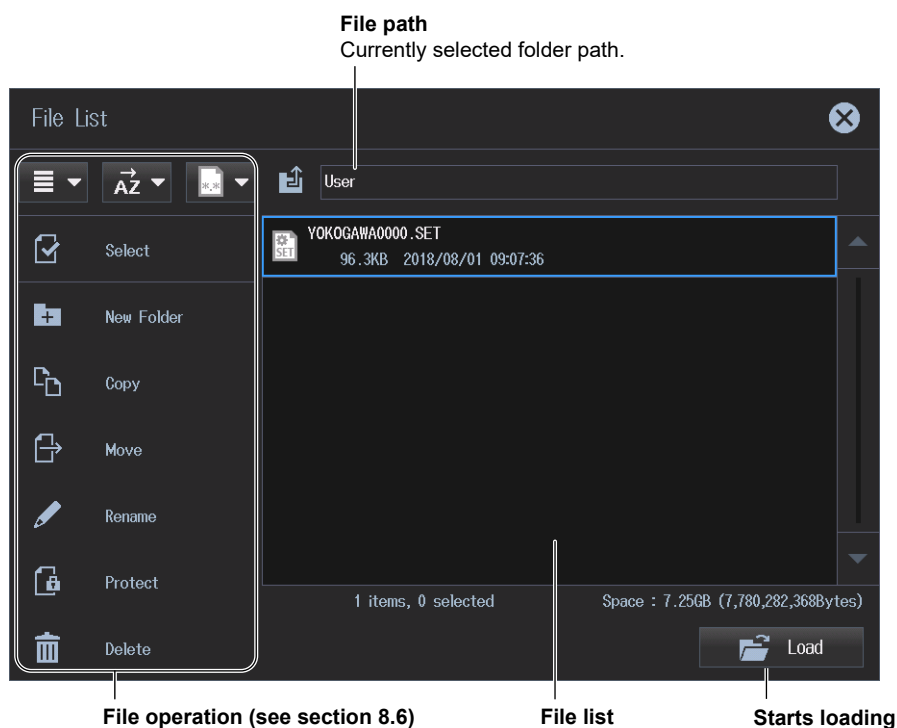 File path
Currently selected folder path.
File List
AZ
*.*
User
Select
SET
YOKOGAWA0000.SET
96.3KB 2018/08/01 09:07:36
New Folder
Copy
Move
Rename
Protect
Delete
1 items, 0 selected
Space : 7.25GB (7,780,282,368Bytes)
Load
File operation (see section 8.6)
File list
Starts loading